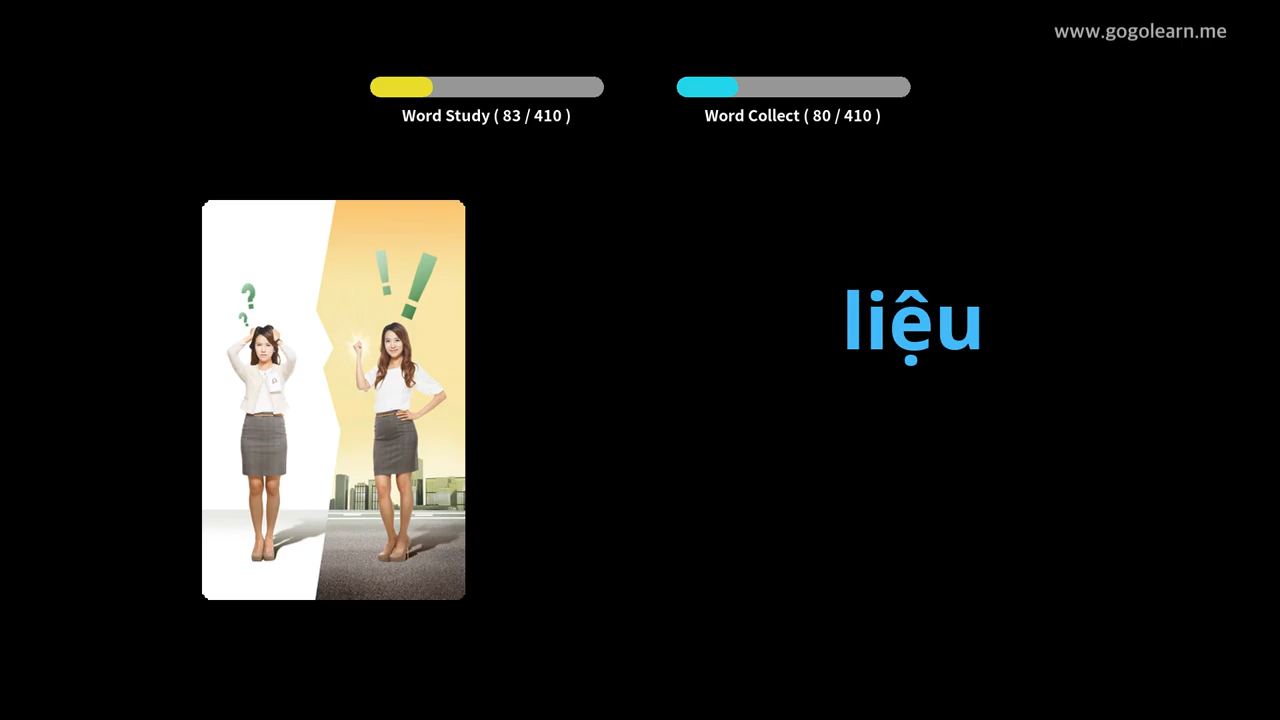 www.gogolearn.me
Word Study ( 83 / 410 )
Word Collect ( 80 / 410 )
? ?
! !
liệu